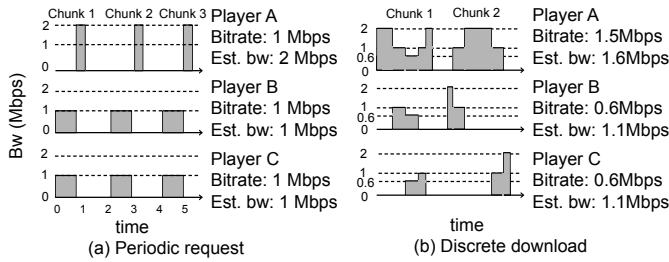 Chunk 1 Chunk 2 Chunk 3
2
1
0
Player A
Bitrate: 1 Mbps
Est. bw: 2 Mbps
Bw (Mbps)
2
1
0
Player B
Bitrate: 1 Mbps
Est. bw: 1 Mbps
2
1
0
Player C
Bitrate: 1 Mbps
Est. bw: 1 Mbps
0 1 2 3 4 5
time
(a) Periodic request
Chunk 1 Chunk 2
2
1
0.6
0
Player A
Bitrate: 1.5Mbps
Est. bw: 1.6Mbps
2
1
0.6
0
Player B
Bitrate: 0.6Mbps
Est. bw: 1.1Mbps
2
1
0.6
0
Player C
Bitrate: 0.6Mbps
Est. bw: 1.1Mbps
time
(b) Discrete download